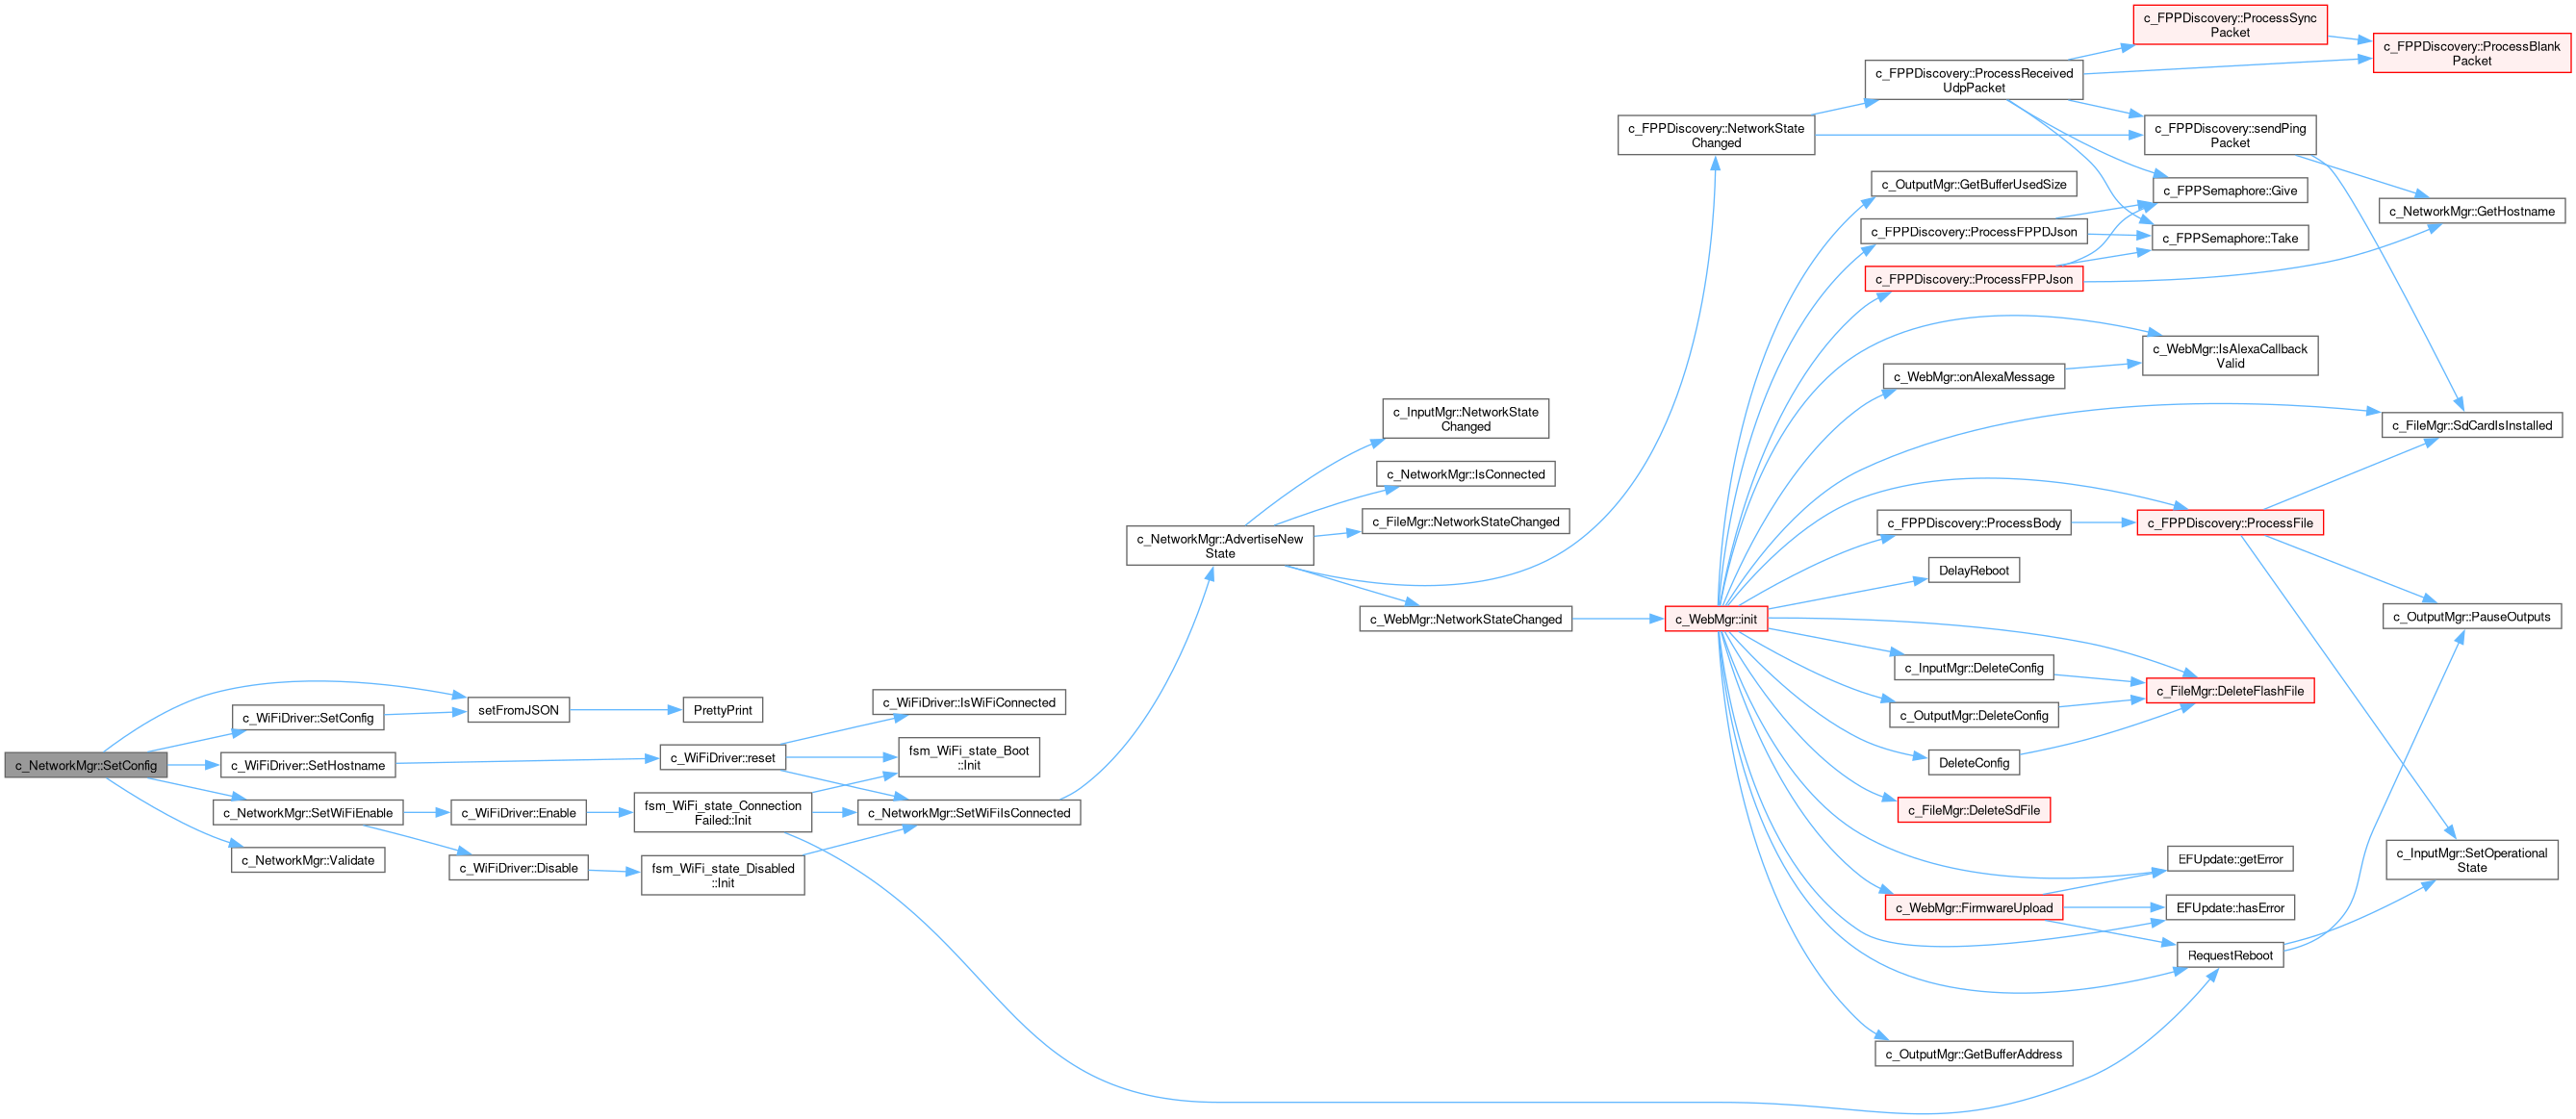 c_NetworkMgr::SetConfig
setFromJSON
PrettyPrint
c_WiFiDriver::SetConfig
c_WiFiDriver::SetHostname
c_NetworkMgr::SetWiFiEnable
c_NetworkMgr::Validate
c_WiFiDriver::Enable
c_WiFiDriver::Disable
c_WiFiDriver::reset
fsm_WiFi_state_Connection
Failed::Init
fsm_WiFi_state_Disabled
::Init
c_WiFiDriver::IsWiFiConnected
fsm_WiFi_state_Boot
::Init
c_NetworkMgr::SetWiFiIsConnected
c_NetworkMgr::AdvertiseNew
State
c_InputMgr::NetworkState
Changed
c_NetworkMgr::IsConnected
c_FileMgr::NetworkStateChanged
c_WebMgr::NetworkStateChanged
c_FPPDiscovery::NetworkState
Changed
c_WebMgr::init
c_FPPDiscovery::ProcessReceived
UdpPacket
c_OutputMgr::GetBufferUsedSize
c_FPPDiscovery::ProcessFPPDJson
c_FPPDiscovery::ProcessFPPJson
c_WebMgr::onAlexaMessage
c_FPPDiscovery::ProcessBody
DelayReboot
c_InputMgr::DeleteConfig
c_OutputMgr::DeleteConfig
DeleteConfig
c_FileMgr::DeleteSdFile
c_WebMgr::FirmwareUpload
c_OutputMgr::GetBufferAddress
c_FPPDiscovery::ProcessSync
Packet
c_FPPDiscovery::sendPing
Packet
c_FPPSemaphore::Give
c_FPPSemaphore::Take
c_WebMgr::IsAlexaCallback
Valid
c_FPPDiscovery::ProcessFile
c_FileMgr::DeleteFlashFile
EFUpdate::getError
EFUpdate::hasError
RequestReboot
c_FPPDiscovery::ProcessBlank
Packet
c_NetworkMgr::GetHostname
c_FileMgr::SdCardIsInstalled
c_OutputMgr::PauseOutputs
c_InputMgr::SetOperational
State